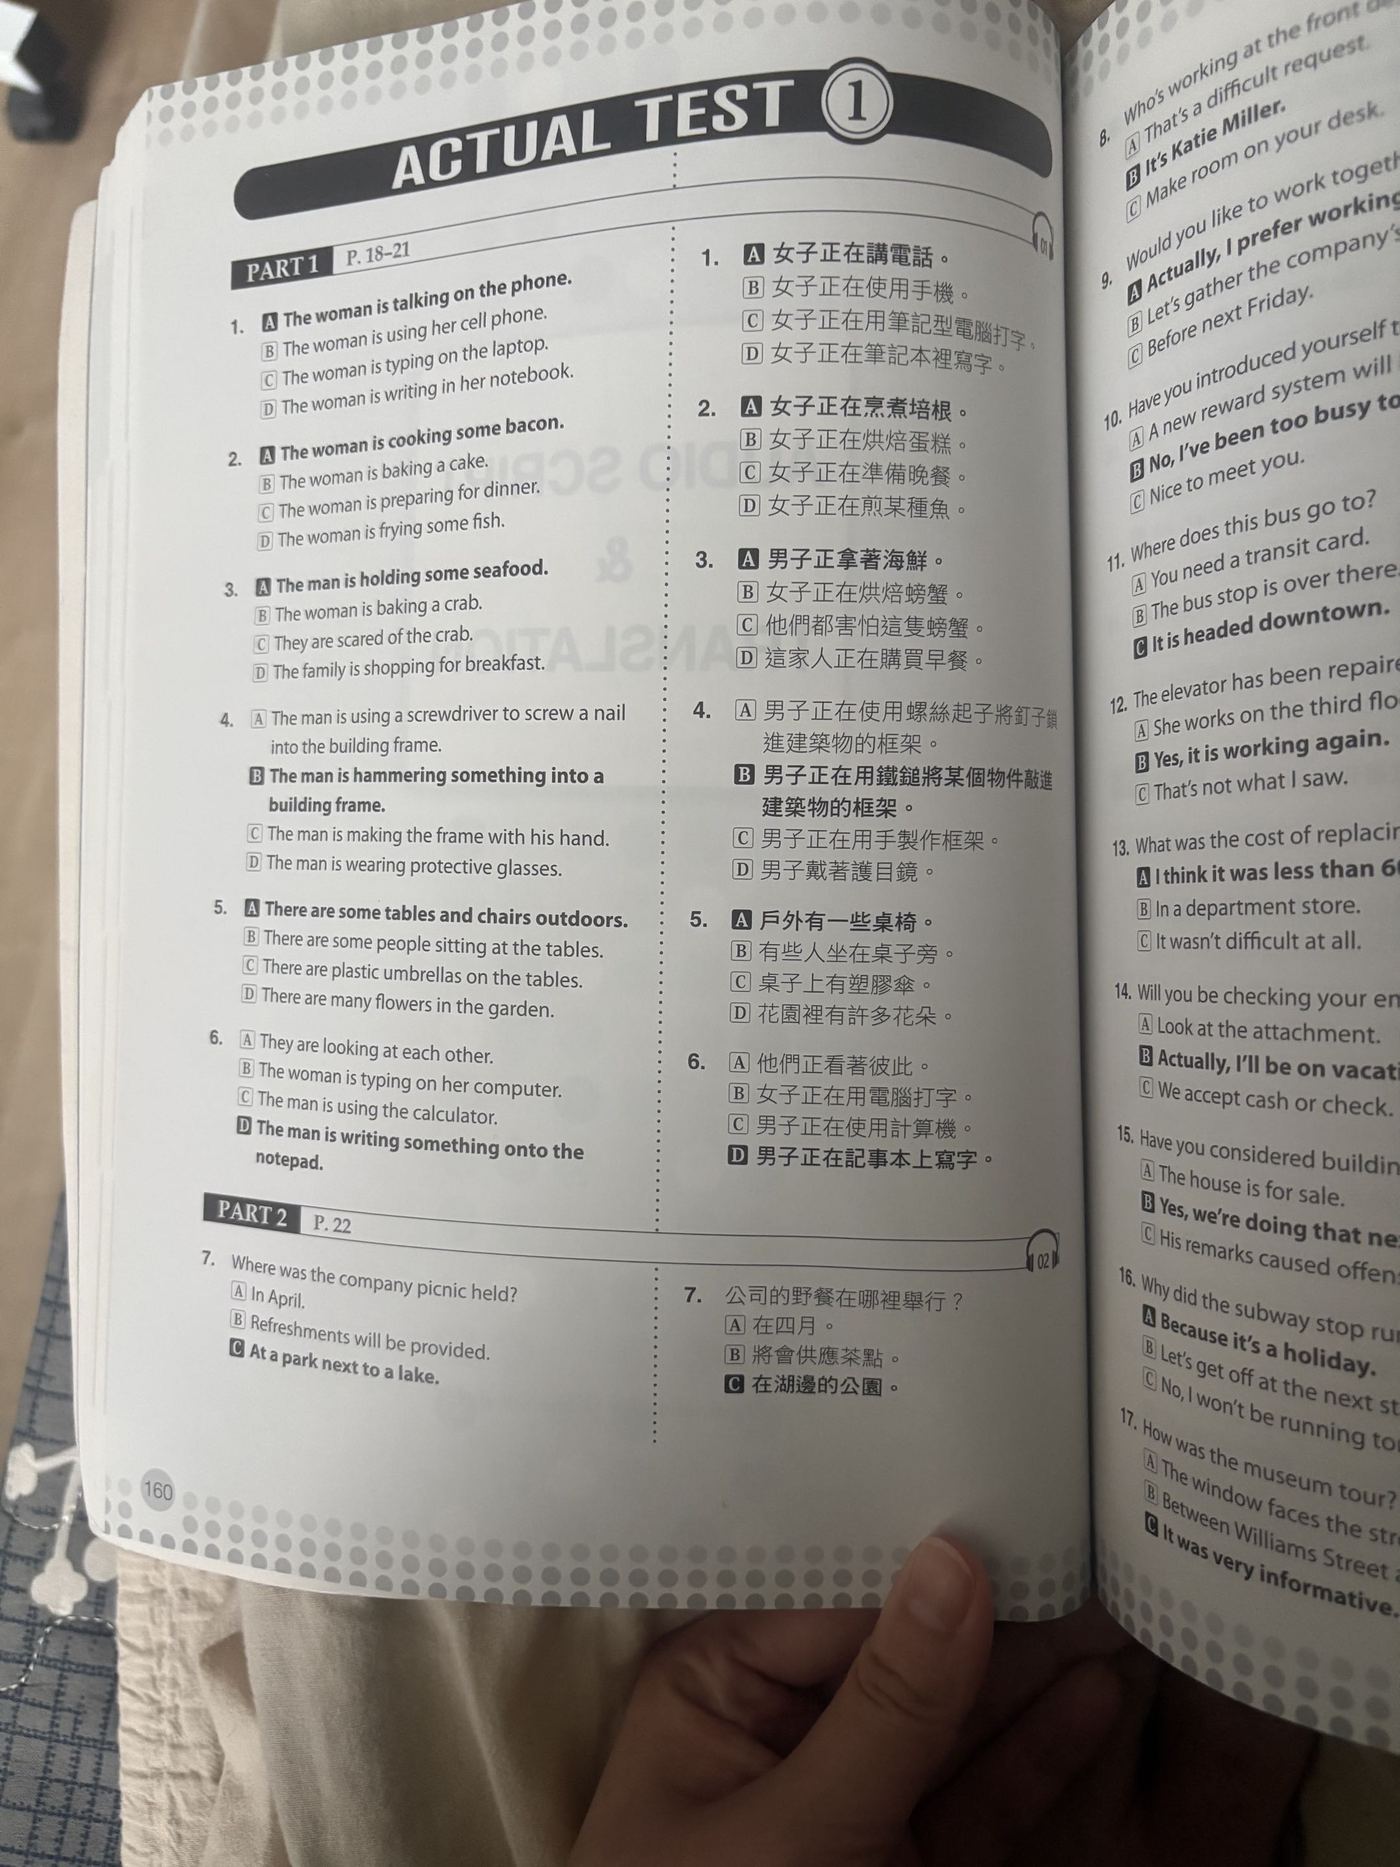 ACTUAL TEST 1
PART 1 P. 18–21
01
1. A The woman is talking on the phone.
B The woman is using her cell phone.
C The woman is typing on the laptop.
D The woman is writing in her notebook.
2. A The woman is cooking some bacon.
B The woman is baking a cake.
C The woman is preparing for dinner.
D The woman is frying some fish.
3. A The man is holding some seafood.
B The woman is baking a crab.
C They are scared of the crab.
D The family is shopping for breakfast.
4. A The man is using a screwdriver to screw a nail
into the building frame.
B The man is hammering something into a
building frame.
C The man is making the frame with his hand.
D The man is wearing protective glasses.
5. A There are some tables and chairs outdoors.
B There are some people sitting at the tables.
C There are plastic umbrellas on the tables.
D There are many flowers in the garden.
6. A They are looking at each other.
B The woman is typing on her computer.
C The man is using the calculator.
D The man is writing something onto the
notepad.
1. A 女子正在講電話。
B 女子正在使用手機。
C 女子正在用筆記型電腦打字。
D 女子正在筆記本裡寫字。
2. A 女子正在烹煮培根。
B 女子正在烘焙蛋糕。
C 女子正在準備晚餐。
D 女子正在煎某種魚。
3. A 男子正拿著海鮮。
B 女子正在烘焙螃蟹。
C 他們都害怕這隻螃蟹。
D 這家人正在購買早餐。
4. A 男子正在使用螺絲起子將釘子鎖
進建築物的框架。
B 男子正在用鐵鎚將某個物件敲進
建築物的框架。
C 男子正在用手製作框架。
D 男子戴著護目鏡。
5. A 戶外有一些桌椅。
B 有些人坐在桌子旁。
C 桌子上有塑膠傘。
D 花園裡有許多花朵。
6. A 他們正看著彼此。
B 女子正在用電腦打字。
C 男子正在使用計算機。
D 男子正在記事本上寫字。
PART 2 P. 22
02
7. Where was the company picnic held?
A In April.
B Refreshments will be provided.
C At a park next to a lake.
7. 公司的野餐在哪裡舉行？
A 在四月。
B 將會供應茶點。
C 在湖邊的公園。
160
8. Who's working at the front
A That's a difficult request.
B It's Katie Miller.
C Make room on your desk.
9. Would you like to work
A Actually, I prefer working
B Let's gather the company's
C Before next Friday.
10. Have you introduced yourself
A A new reward system will
B No, I've been too busy to
C Nice to meet you.
11. Where does this bus go to?
A You need a transit card.
B The bus stop is over there.
C It is headed downtown.
12. The elevator has been
A She works on the third
B Yes, it is working again.
C That's not what I saw.
13. What was the cost of
A I think it was less than
B In a department store.
C It wasn't difficult at all.
14. Will you be checking your
A Look at the attachment.
B Actually, I'll be on
C We accept cash or check.
15. Have you considered
A The house is for sale.
B Yes, we're doing that
C His remarks caused
16. Why did the subway stop
A Because it's a holiday.
B Let's get off at the next
C No, I won't be running
17. How was the museum tour?
A The window faces the
B Between Williams Street
C It was very informative.